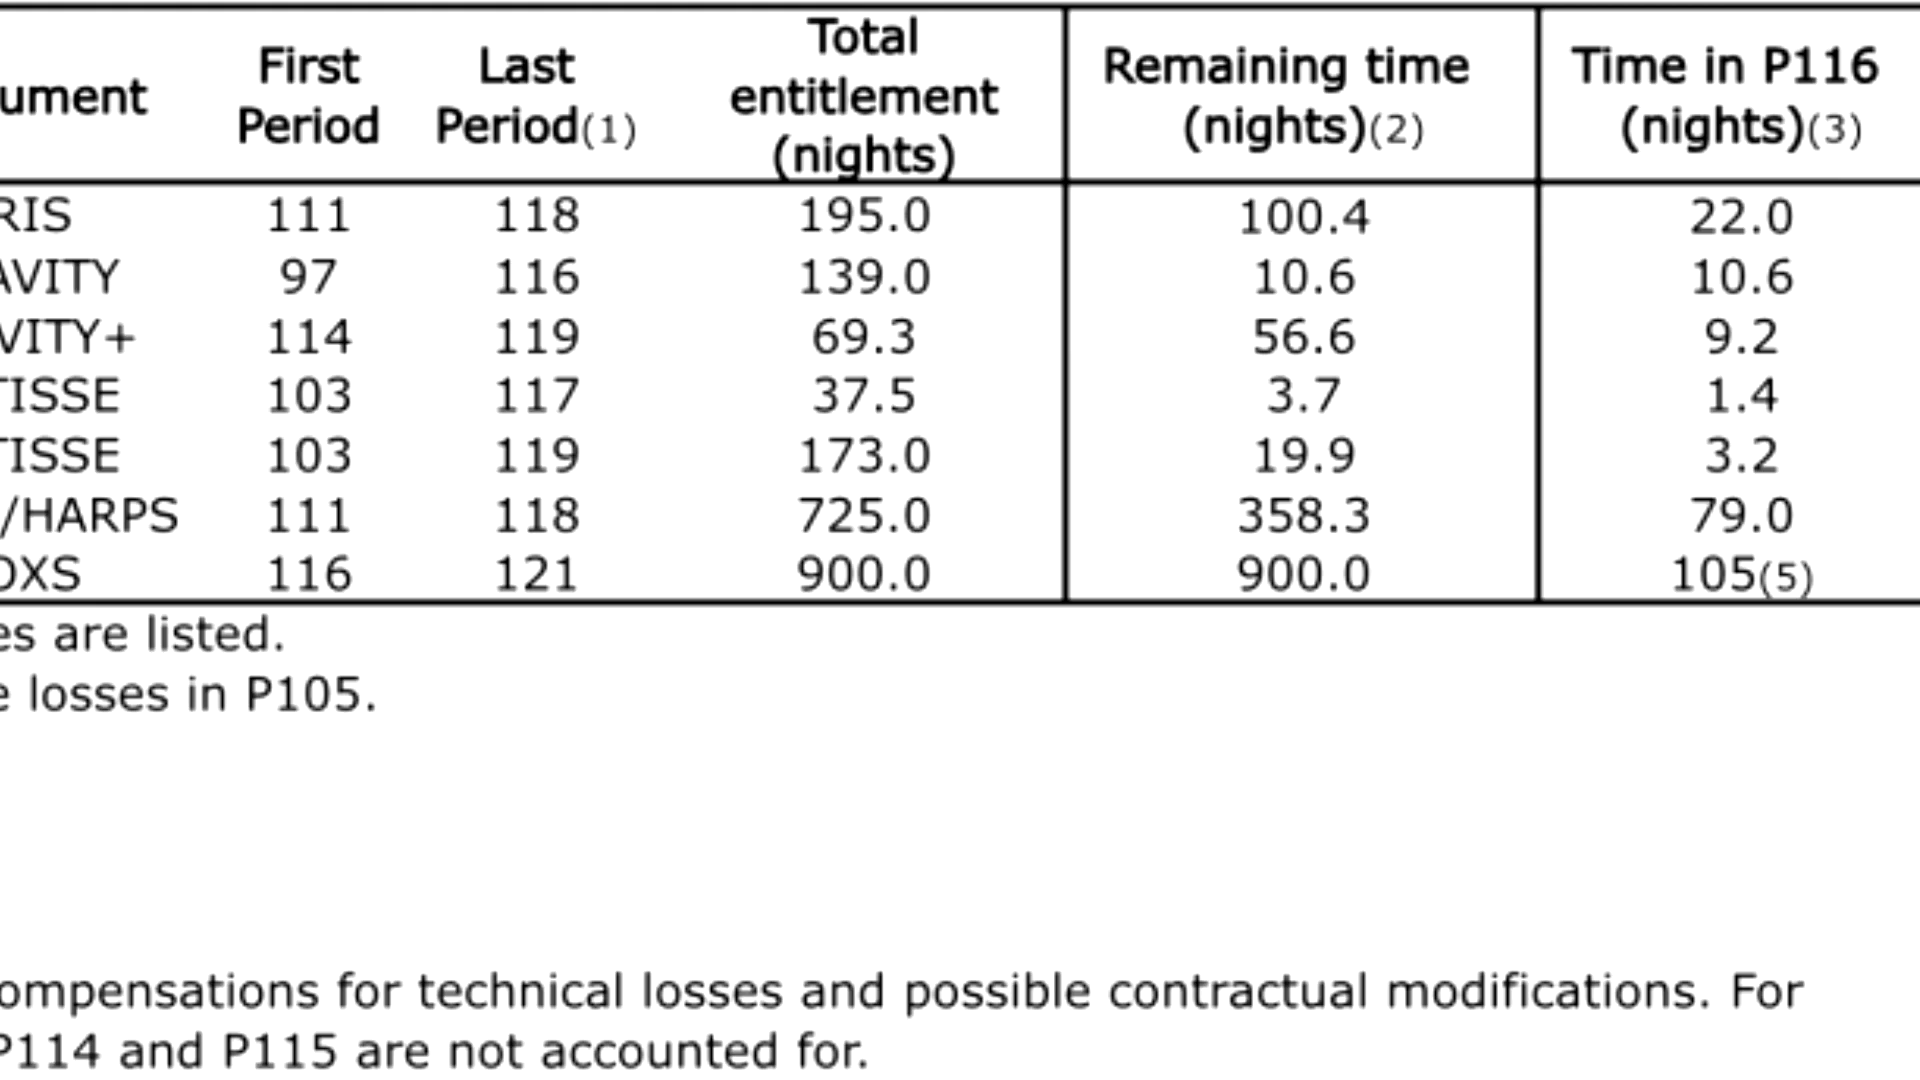 ument First Period Last Period(1) Total entitlement (nights) Remaining time (nights)(2) Time in P116 (nights)(3)
RIS 111 118 195.0 100.4 22.0
AVITY 97 116 139.0 10.6 10.6
VITY+ 114 119 69.3 56.6 9.2
TISSE 103 117 37.5 3.7 1.4
TISSE 103 119 173.0 19.9 3.2
/HARPS 111 118 725.0 358.3 79.0
OXS 116 121 900.0 900.0 105(5)
es are listed.
e losses in P105.
ompensations for technical losses and possible contractual modifications. For
P114 and P115 are not accounted for.